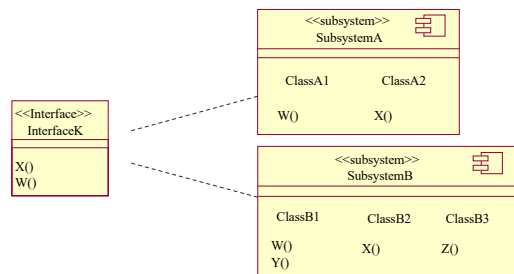 <<Interface>>
InterfaceK
X()
W()
<<subsystem>>
SubsystemA
ClassA1 ClassA2
W() X()
<<subsystem>>
SubsystemB
ClassB1 ClassB2 ClassB3
W() X() Z()
Y()